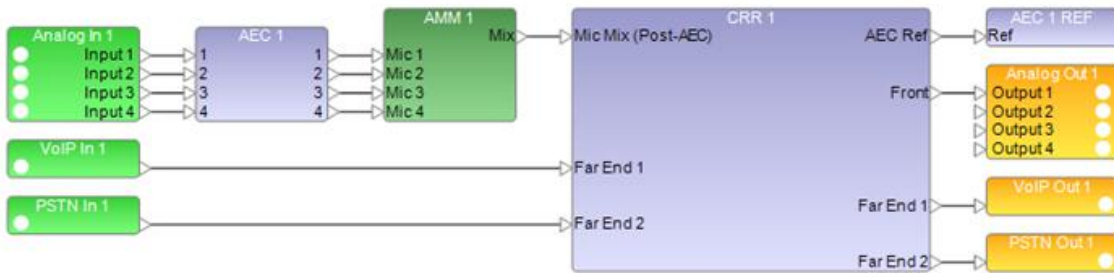 Analog In 1
Input 1
Input 2
Input 3
Input 4
AEC 1
1 1
2 2
3 3
4 4
AMM 1
Mix
Mic 1
Mic 2
Mic 3
Mic 4
CRR 1
Mic Mix (Post-AEC) AEC Ref
Front
Far End 1
Far End 2
Far End 1
Far End 2
AEC 1 REF
Ref
Analog Out 1
Output 1
Output 2
Output 3
Output 4
VoIP In 1
PSTN In 1
VoIP Out 1
PSTN Out 1